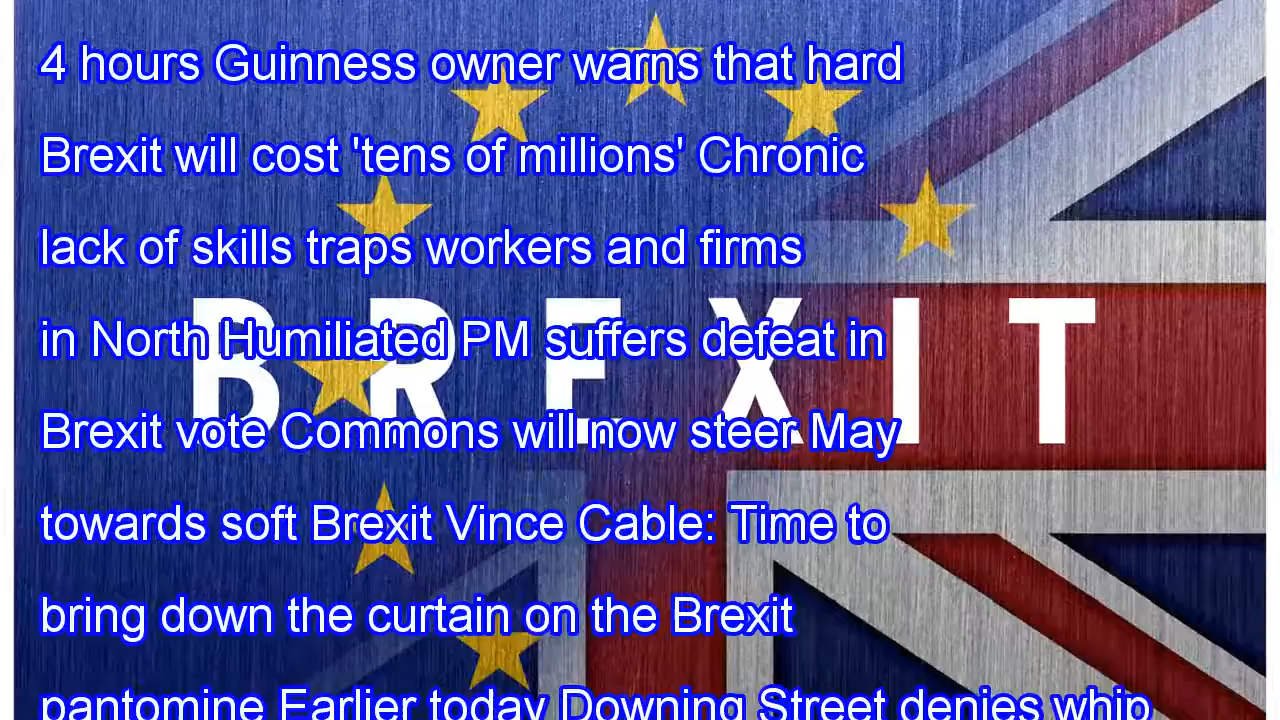 4 hours Guinness owner warns that hard
Brexit will cost 'tens of millions' Chronic
lack of skills traps workers and firms
in North Humiliated PM suffers defeat in
BREXIT
Brexit vote Commons will now steer May
towards soft Brexit Vince Cable: Time to
bring down the curtain on the Brexit
pantomine Earlier today Downing Street denies whip